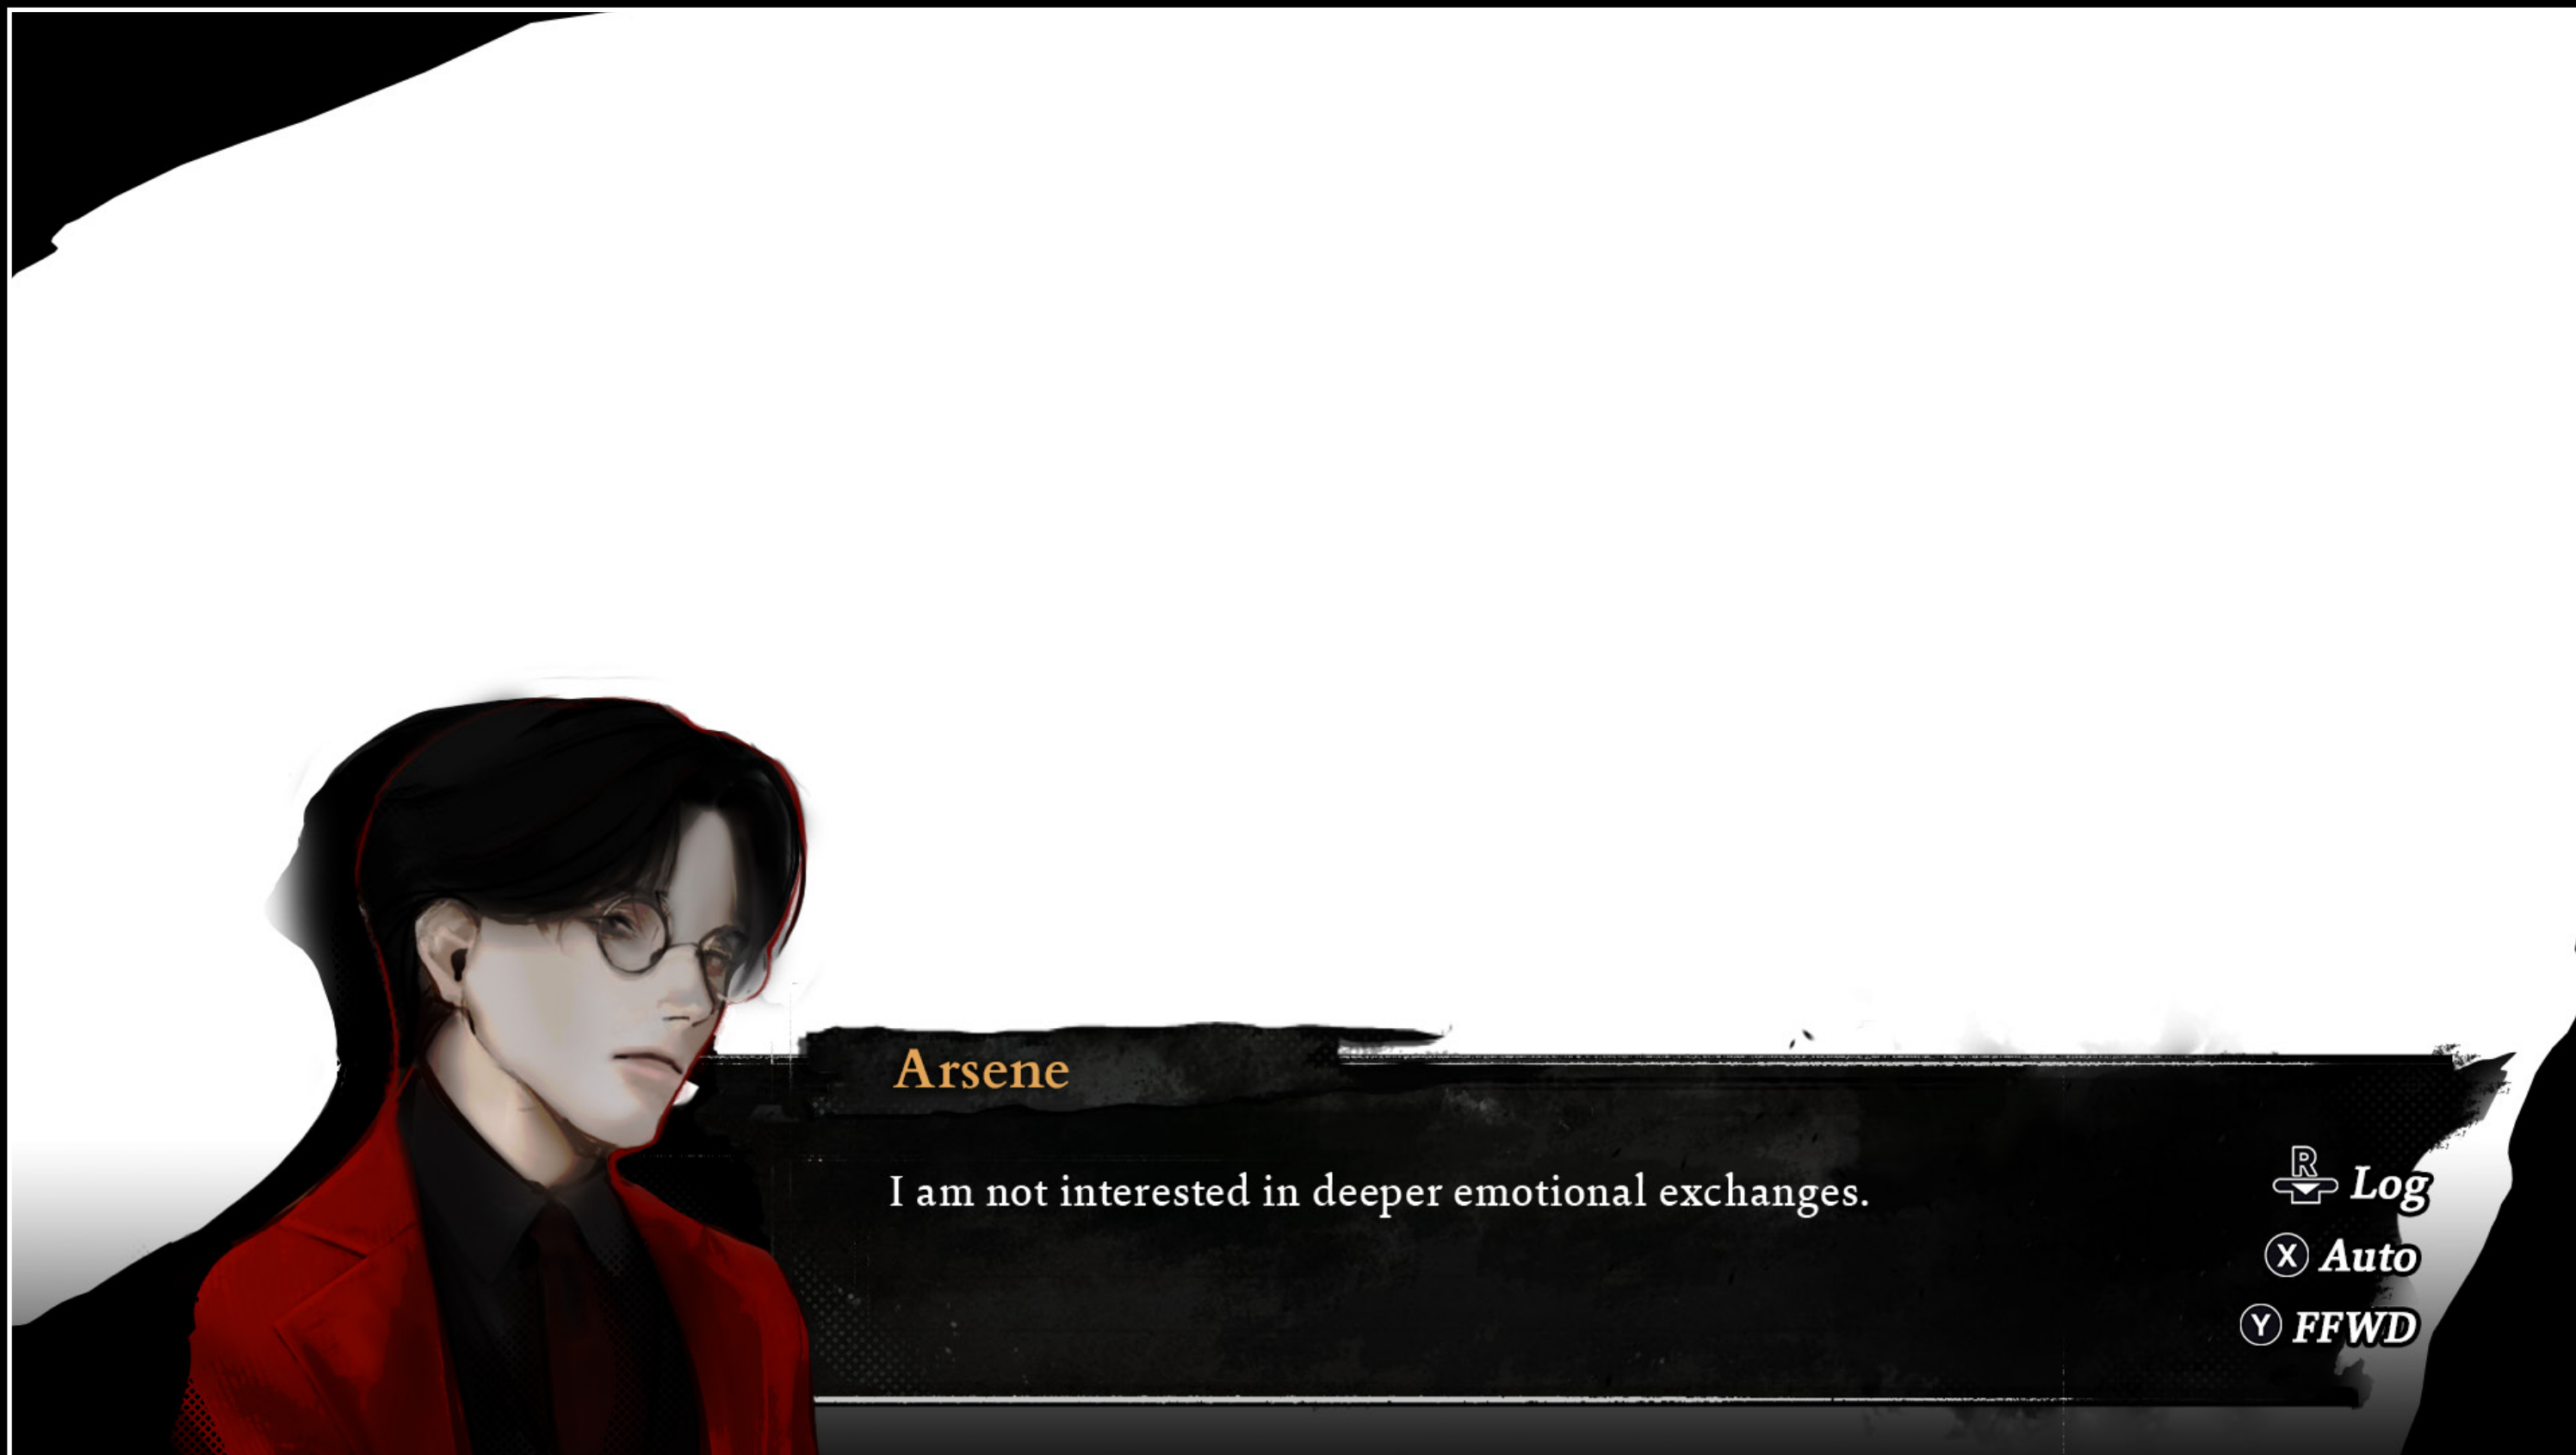 Arsene
I am not interested in deeper emotional exchanges.
R Log
X Auto
Y FFWD